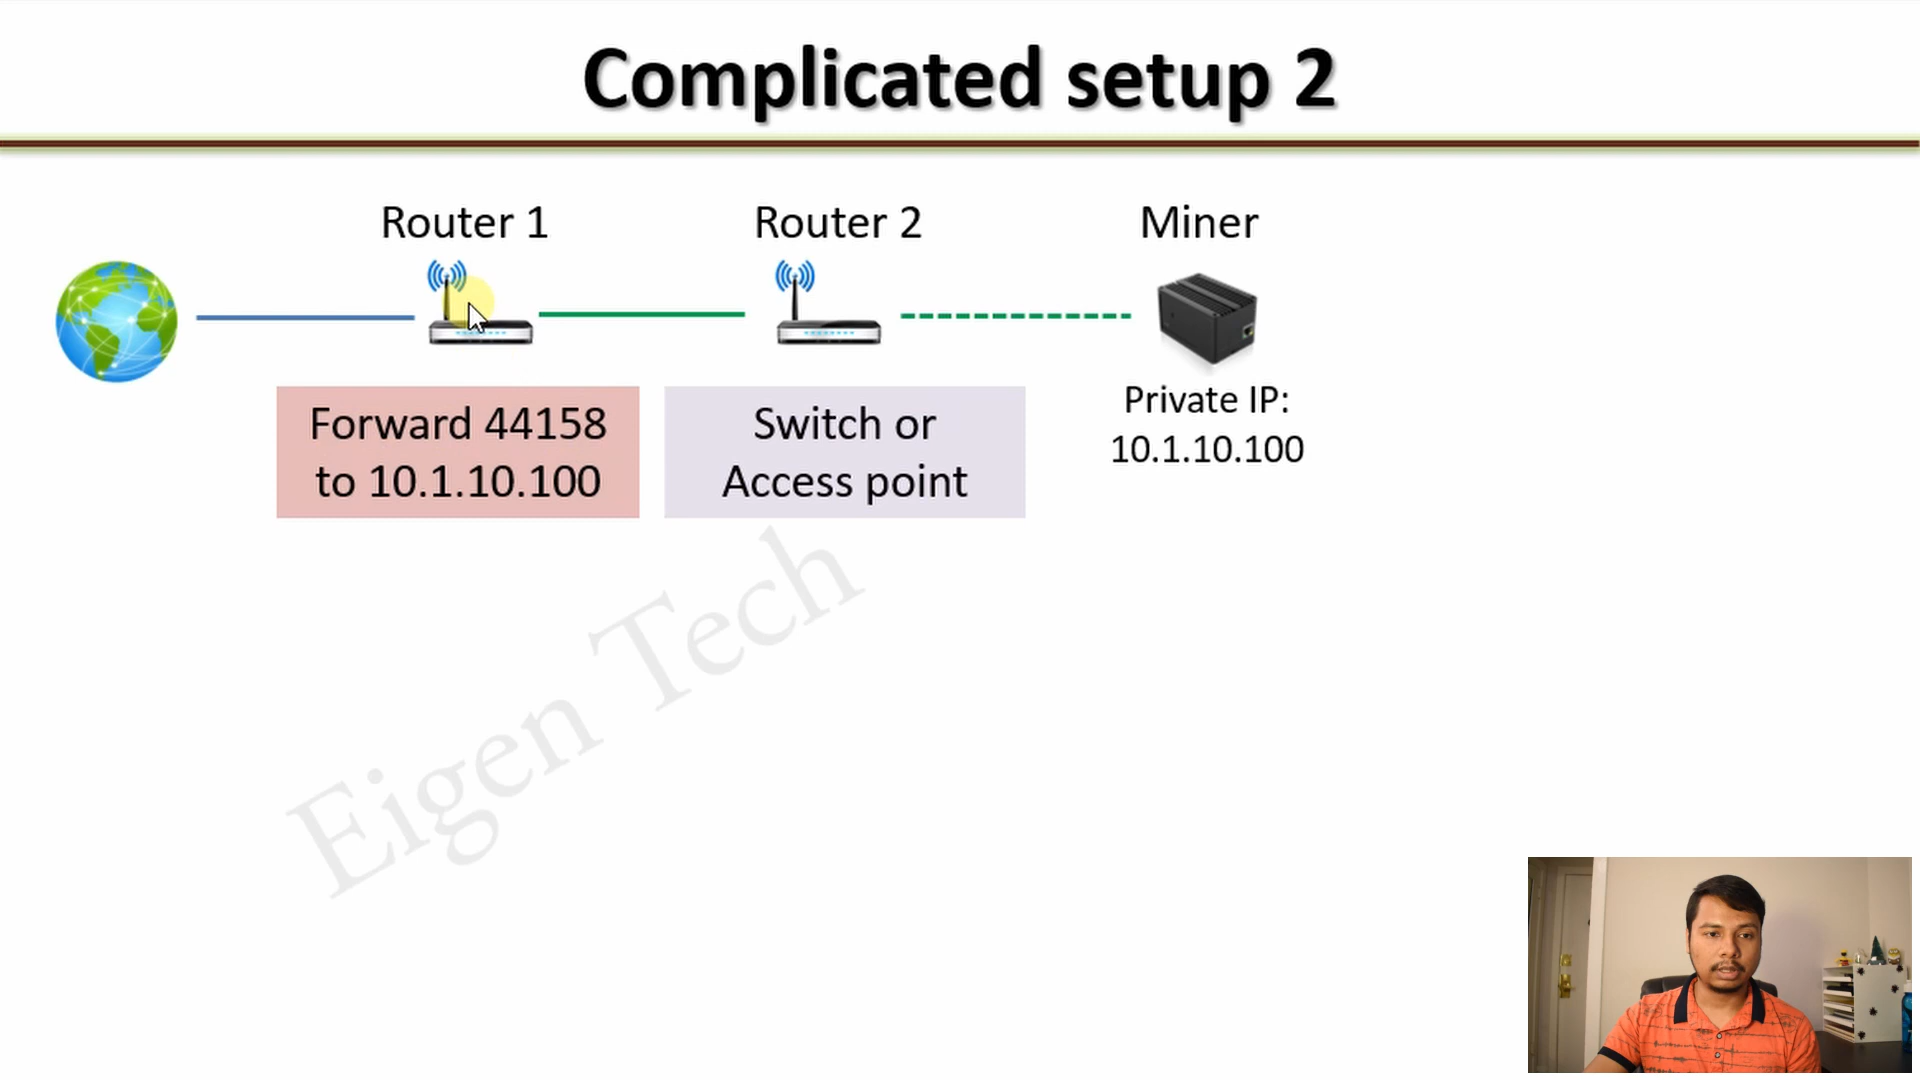 Complicated setup 2
Router 1
Router 2
Miner
Forward 44158
to 10.1.10.100
Switch or
Access point
Private IP:
10.1.10.100
Eigen Tech